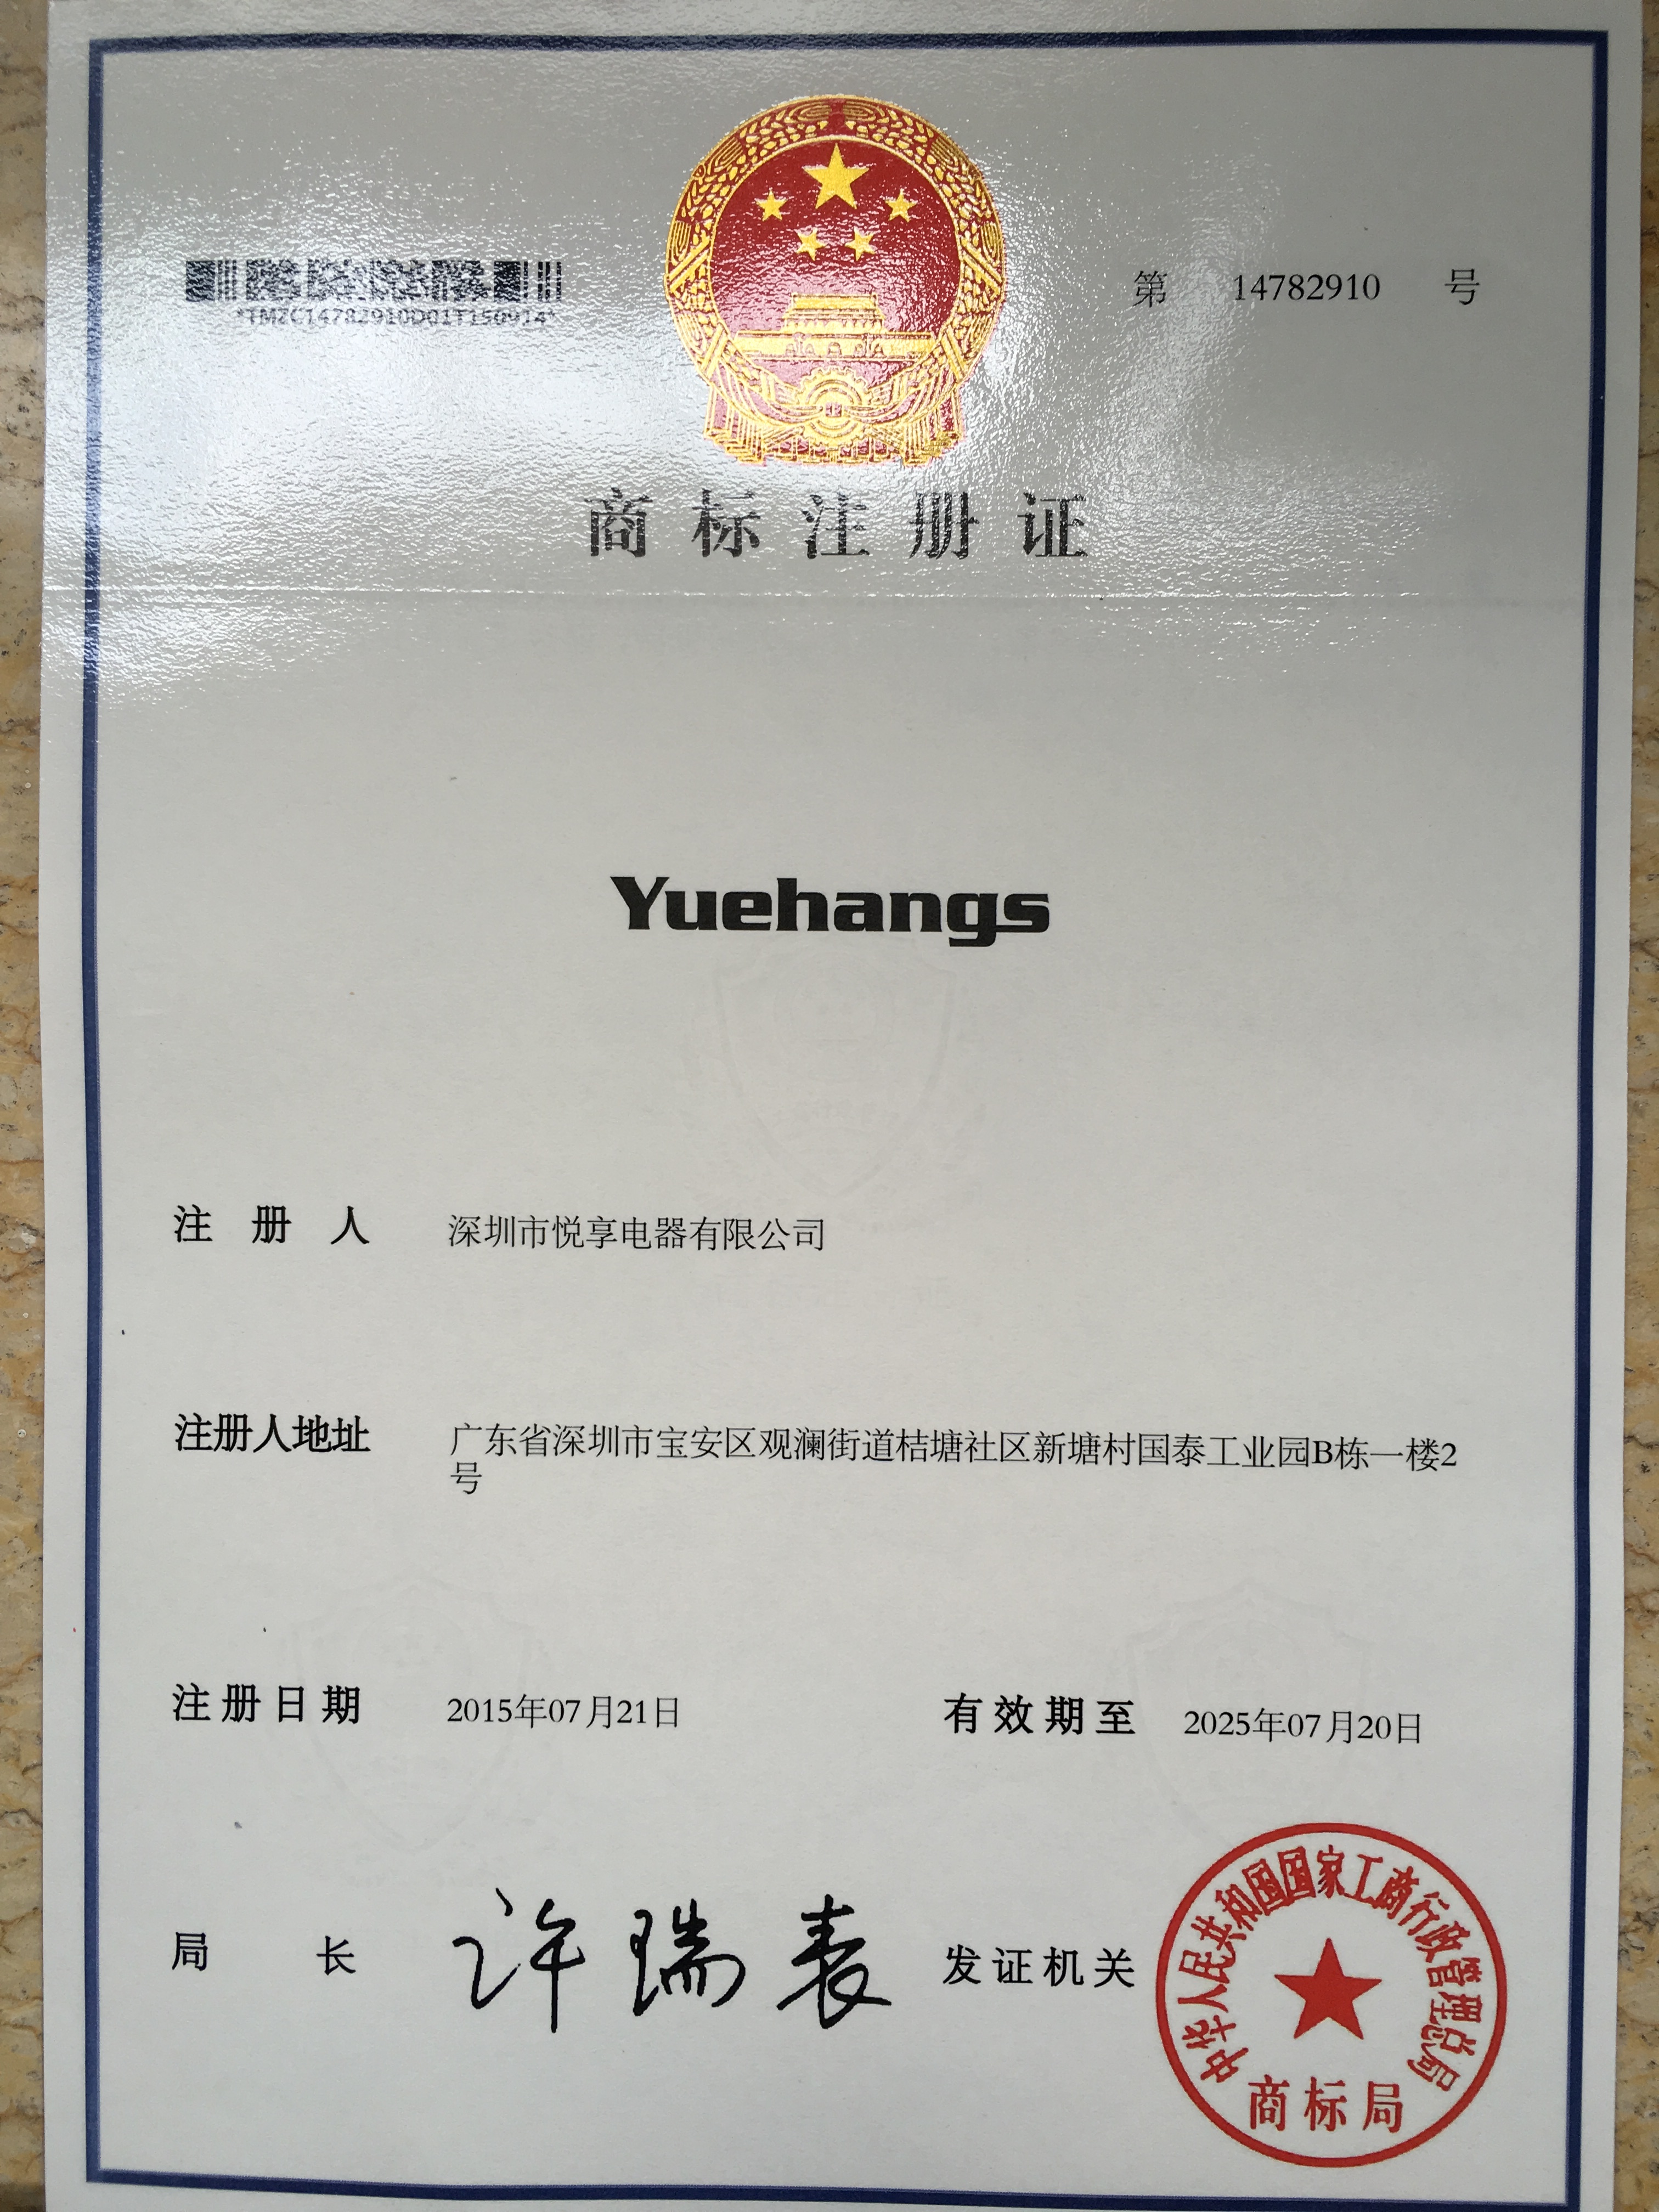 *TMZC14782910D01T150914*
第 14782910 号
商标注册证
Yuehangs
注册人 深圳市悦享电器有限公司
注册人地址 广东省深圳市宝安区观澜街道桔塘社区新塘村国泰工业园B栋一楼2
号
注册日期 2015年07月21日 有效期至 2025年07月20日
局长 许瑞表 发证机关
中华人民共和国国家工商行政管理总局
商标局